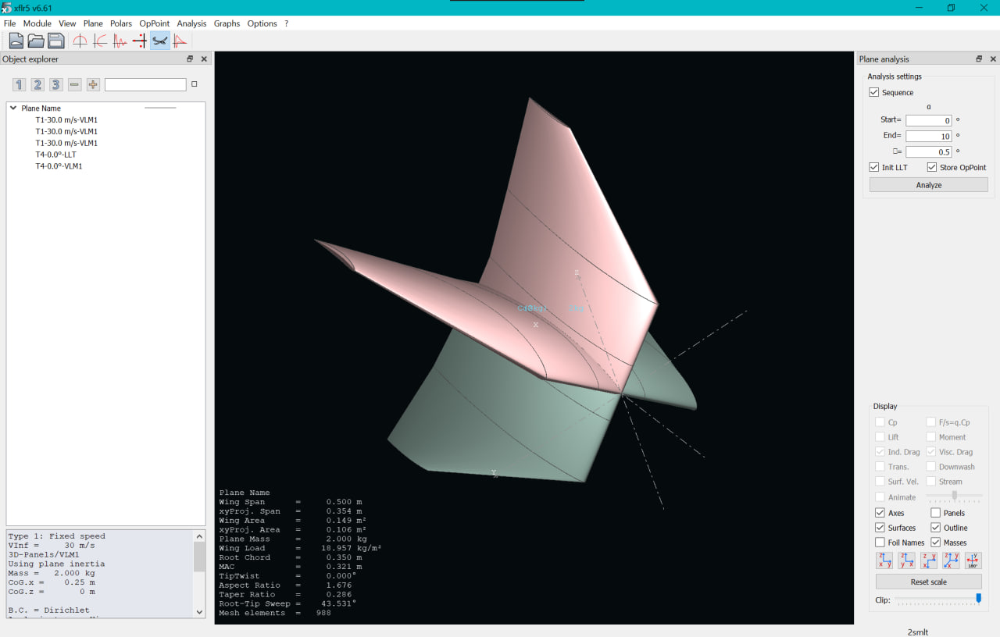 xflr5 v6.61
File Module View Plane Polars OpPoint Analysis Graphs Options ?
Object explorer
1 2 3
Plane Name
T1-30.0 m/s-VLM1
T1-30.0 m/s-VLM1
T1-30.0 m/s-VLM1
T4-0.0º-LLT
T4-0.0º-VLM1
Type 1: Fixed speed
VInf = 30 m/s
3D-Panels/VLM1
Using plane inertia
Mass = 2.000 kg
CoG.x = 0.25 m
CoG.z = 0 m
B.C. = Dirichlet
X
Z
Y
Plane Name
Wing Span = 0.500 m
xyProj. Span = 0.354 m
Wing Area = 0.149 m²
xyProj. Area = 0.106 m²
Plane Mass = 2.000 kg
Wing Load = 18.957 kg/m²
Root Chord = 0.350 m
MAC = 0.321 m
TipTwist = 0.000°
Aspect Ratio = 1.676
Taper Ratio = 0.286
Root-Tip Sweep = 43.531°
Mesh elements = 988
Plane analysis
Analysis settings
Sequence
α
Start= 0 °
End= 10 °
= 0.5 °
Init LLT Store OpPoint
Analyze
Display
Cp F/s=q.Cp
Lift Moment
Ind. Drag Visc. Drag
Trans. Downwash
Surf. Vel. Stream
Animate
Axes Panels
Surfaces Outline
Foil Names Masses
Reset scale
Clip:
2smlt